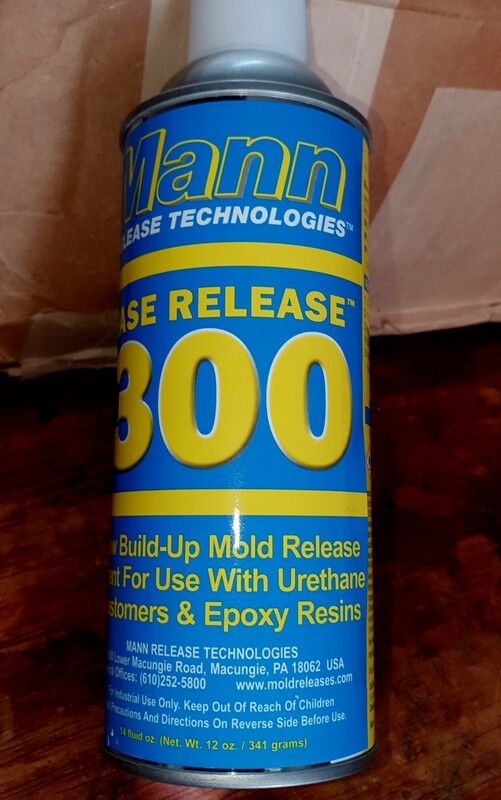 Mann
LEASE TECHNOLOGIES™
ASE RELEASE™
300
w Build-Up Mold Release
ent For Use With Urethane
stomers & Epoxy Resins
MANN RELEASE TECHNOLOGIES
Lower Macungie Road, Macungie, PA 18062 USA
Offices: (610)252-5800 www.moldreleases.com
For Industrial Use Only. Keep Out Of Reach Of Children
Precautions And Directions On Reverse Side Before Use.
14 fluid oz. (Net. Wt. 12 oz. / 341 grams)